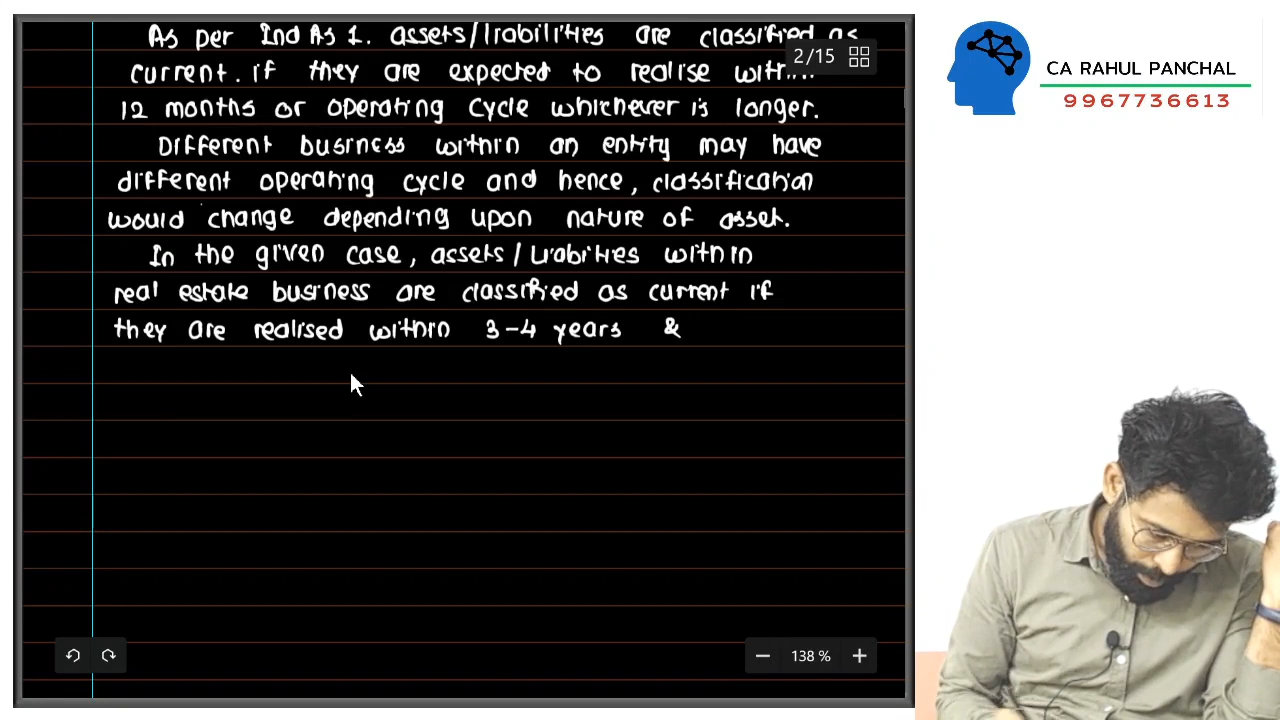 As per Ind As 1. assets/liabilities are classified as
current. if they are expected to realise within
12 months or operating cycle whichever is longer.
Different business within an entity may have
different operating cycle and hence, classification
would change depending upon nature of asset.
In the given case, assets/Liabities within
real estate business are classified as current if
they are realised within 3-4 years &
2/15
138 %
CA RAHUL PANCHAL
9967736613